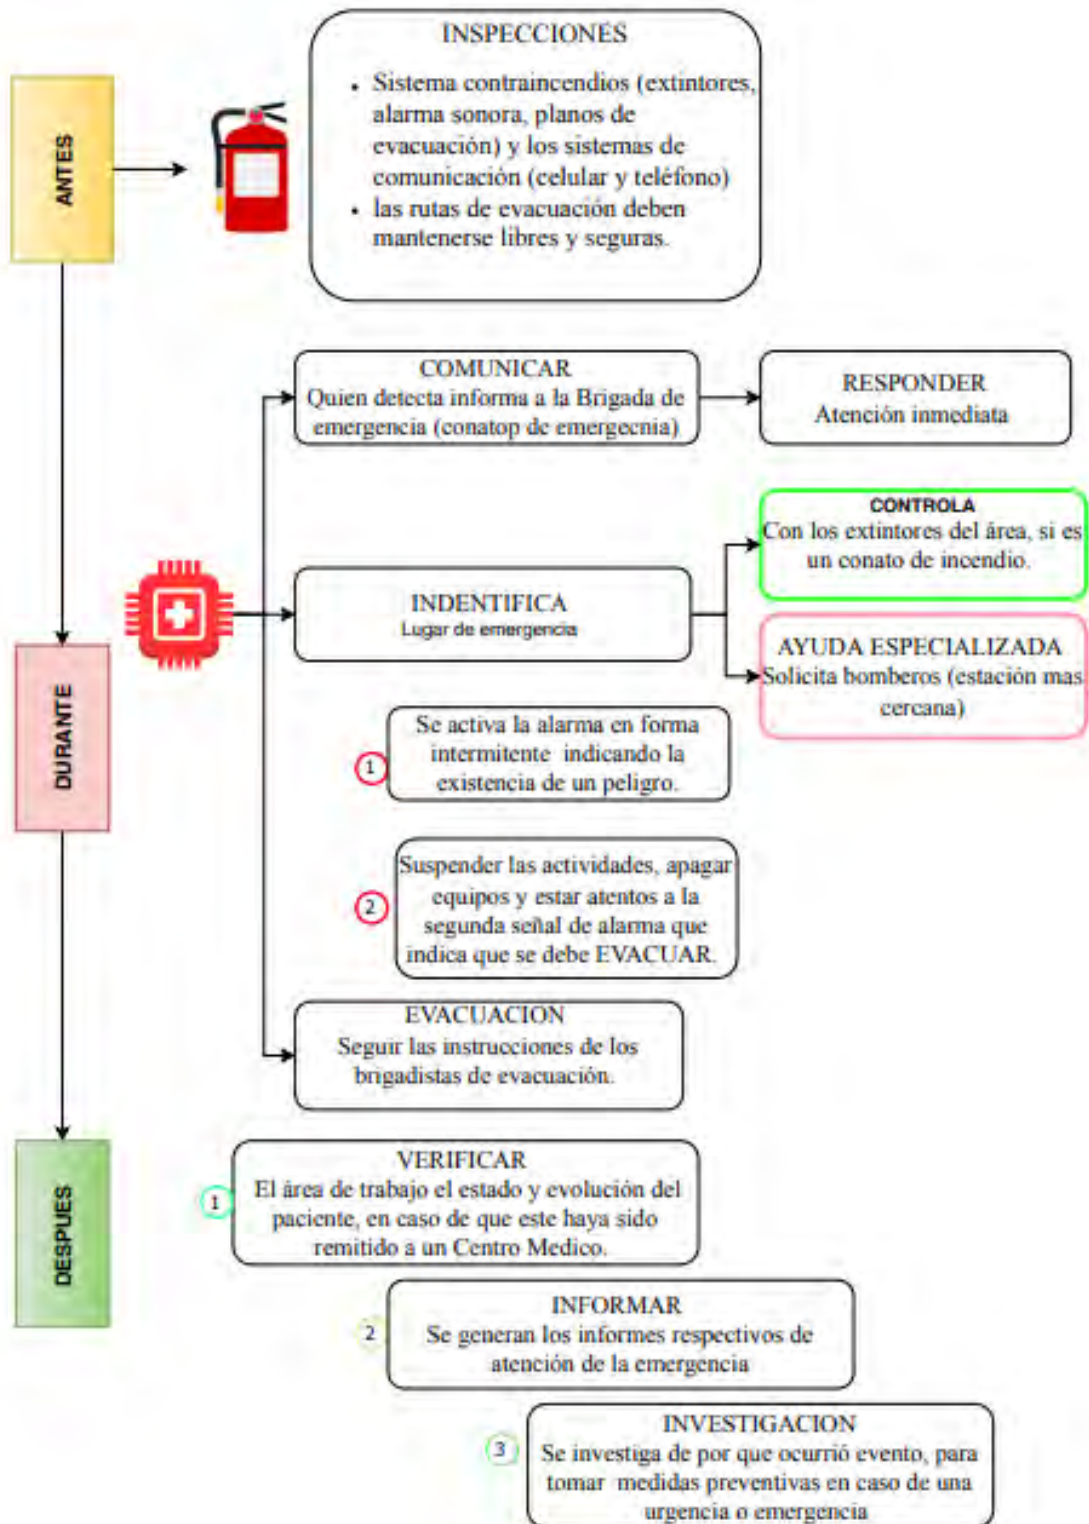 INSPECCIONES
• Sistema contraincendios (extintores,
alarma sonora, planos de
evacuación) y los sistemas de
comunicación (celular y teléfono)
• las rutas de evacuación deben
mantenerse libres y seguras.
ANTES
COMUNICAR
Quien detecta informa a la Brigada de
emergencia (conatop de emergecnia)
RESPONDER
Atención inmediata
CONTROLA
Con los extintores del área, si es
un conato de incendio.
INDENTIFICA
Lugar de emergencia
AYUDA ESPECIALIZADA
Solicita bomberos (estación mas
cercana)
DURANTE
1
Se activa la alarma en forma
intermitente indicando la
existencia de un peligro.
2
Suspender las actividades, apagar
equipos y estar atentos a la
segunda señal de alarma que
indica que se debe EVACUAR.
EVACUACION
Seguir las instrucciones de los
brigadistas de evacuación.
DESPUES
1
VERIFICAR
El área de trabajo el estado y evolución del
paciente, en caso de que este haya sido
remitido a un Centro Medico.
2
INFORMAR
Se generan los informes respectivos de
atención de la emergencia
3
INVESTIGACION
Se investiga de por que ocurrió evento, para
tomar medidas preventivas en caso de una
urgencia o emergencia